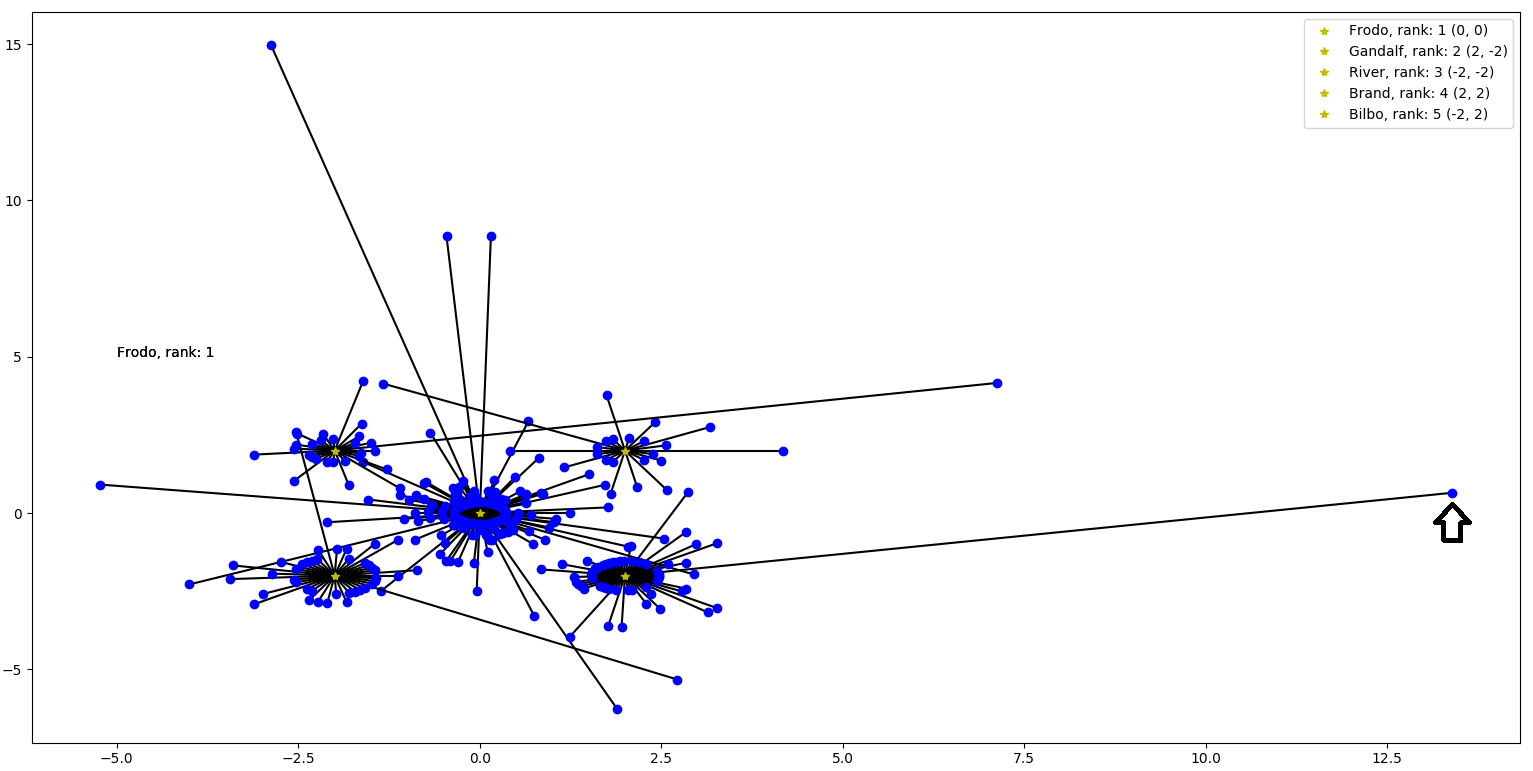 Frodo, rank: 1 (0, 0)
Gandalf, rank: 2 (2, -2)
River, rank: 3 (-2, -2)
Brand, rank: 4 (2, 2)
Bilbo, rank: 5 (-2, 2)
15
10
5
0
−5
Frodo, rank: 1
−5.0 −2.5 0.0 2.5 5.0 7.5 10.0 12.5